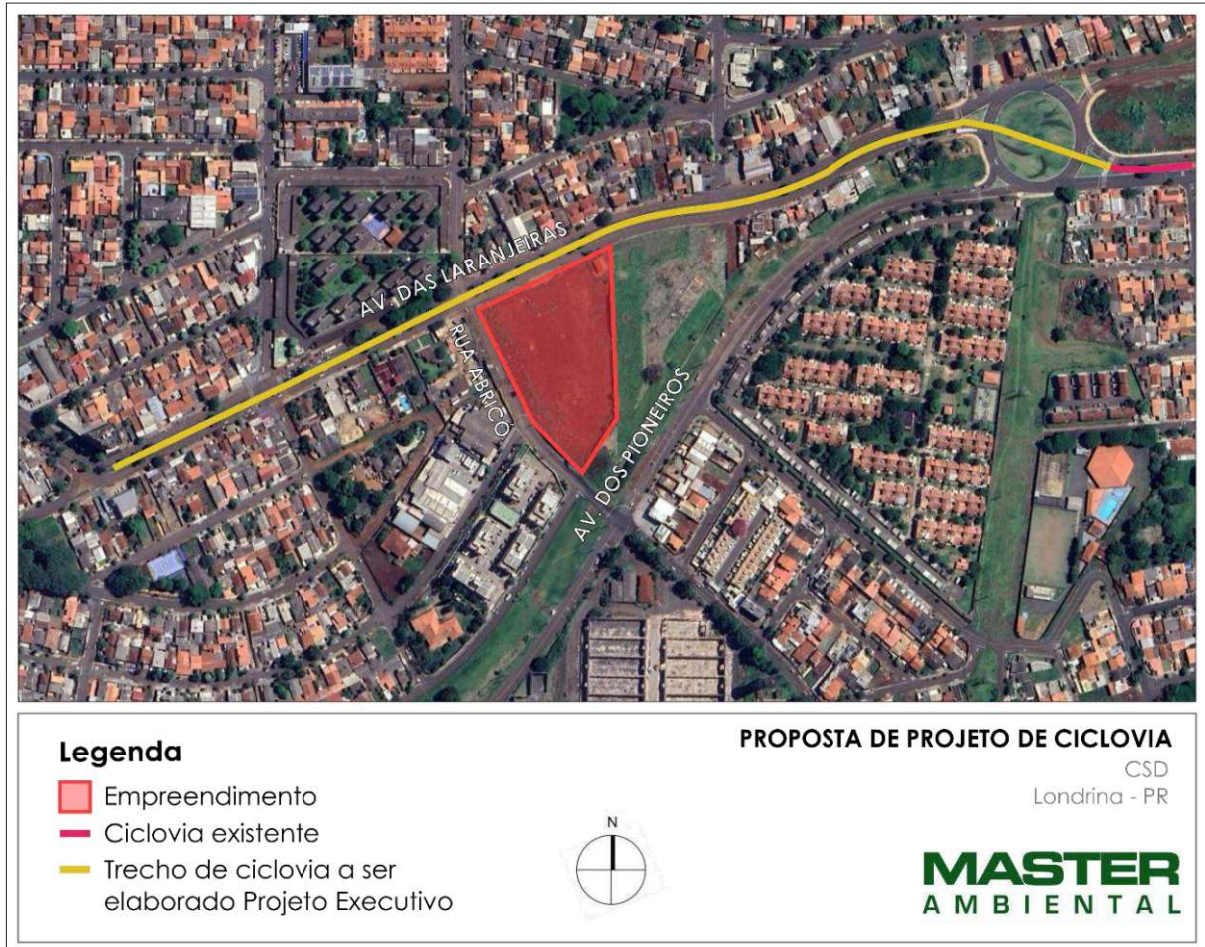 AV. DAS LARANJEIRAS
RUA ABRICÓ
AV. DOS PIONEIROS
Legenda
Empreendimento
Ciclovia existente
Trecho de ciclovia a ser
elaborado Projeto Executivo
N
PROPOSTA DE PROJETO DE CICLOVIA
CSD
Londrina - PR
MASTER
AMBIENTAL